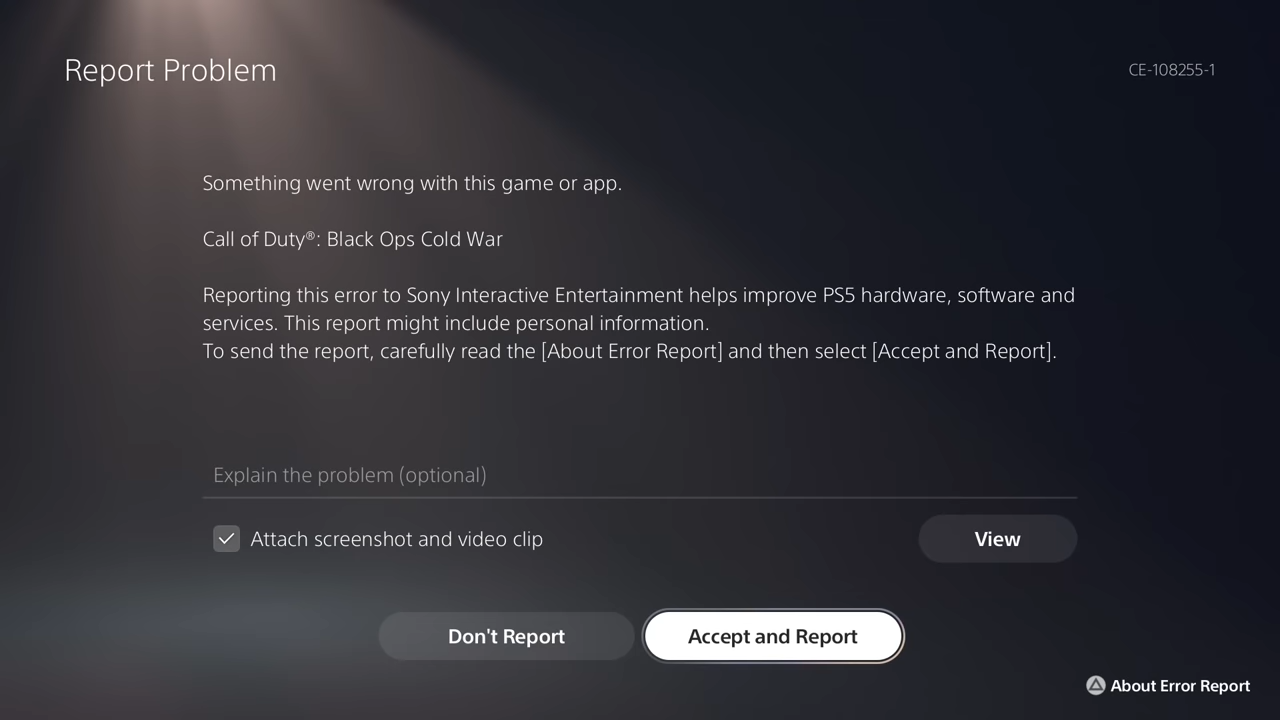 Report Problem
CE-108255-1
Something went wrong with this game or app.
Call of Duty®: Black Ops Cold War
Reporting this error to Sony Interactive Entertainment helps improve PS5 hardware, software and
services. This report might include personal information.
To send the report, carefully read the [About Error Report] and then select [Accept and Report].
Explain the problem (optional)
Attach screenshot and video clip
View
Don't Report
Accept and Report
About Error Report